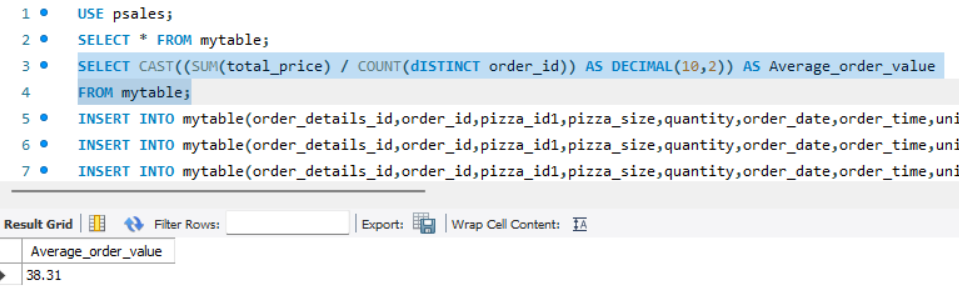 1 USE psales;
2 SELECT * FROM mytable;
3 SELECT CAST((SUM(total_price) / COUNT(dISTINCT order_id)) AS DECIMAL(10,2)) AS Average_order_value
4 FROM mytable;
5 INSERT INTO mytable(order_details_id,order_id,pizza_id1,pizza_size,quantity,order_date,order_time,uni
6 INSERT INTO mytable(order_details_id,order_id,pizza_id1,pizza_size,quantity,order_date,order_time,uni
7 INSERT INTO mytable(order_details_id,order_id,pizza_id1,pizza_size,quantity,order_date,order_time,uni
Result Grid Filter Rows: Export: Wrap Cell Content: IA
Average_order_value
38.31